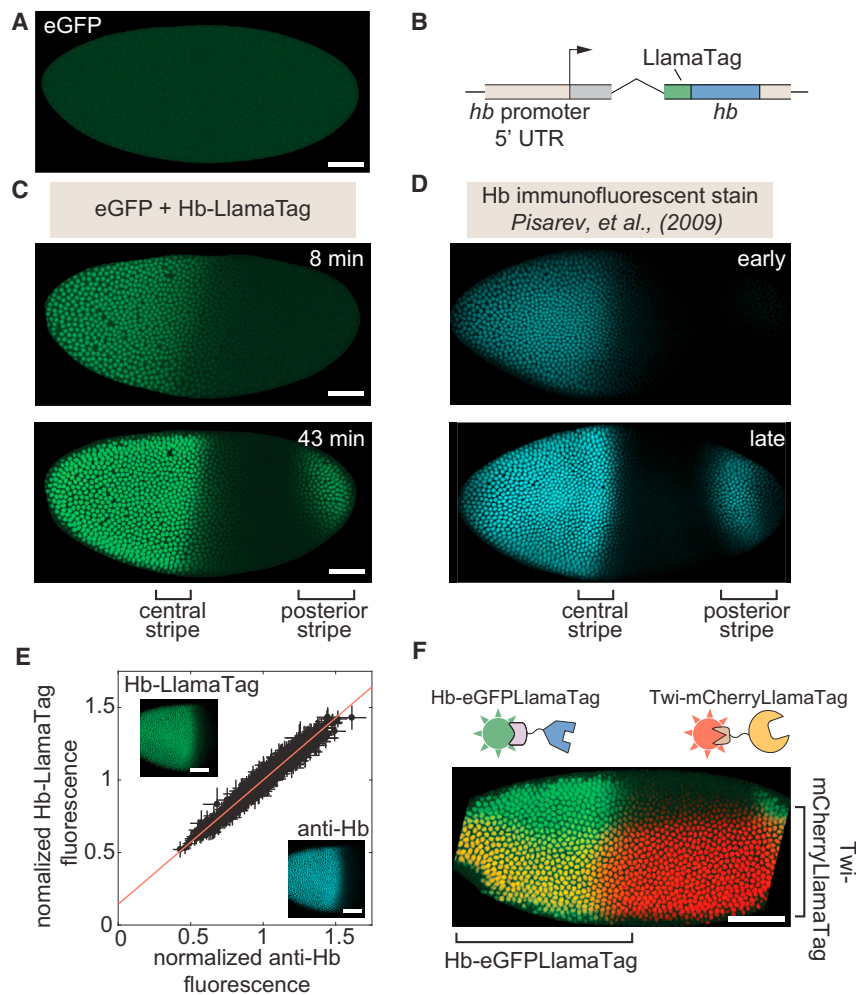 A
eGFP
B
LlamaTag
hb promoter
hb
5' UTR
C
eGFP + Hb-LlamaTag
8 min
43 min
central
stripe
posterior
stripe
D
Hb immunofluorescent stain
Pisarev, et al., (2009)
early
late
central
stripe
posterior
stripe
E
normalized Hb-LlamaTag
fluorescence
1.5
1
0.5
0
Hb-LlamaTag
anti-Hb
0
0.5
1
1.5
normalized anti-Hb
fluorescence
F
Hb-eGFPLlamaTag
Twi-mCherryLlamaTag
Twi-
mCherryLlamaTag
Hb-eGFPLlamaTag